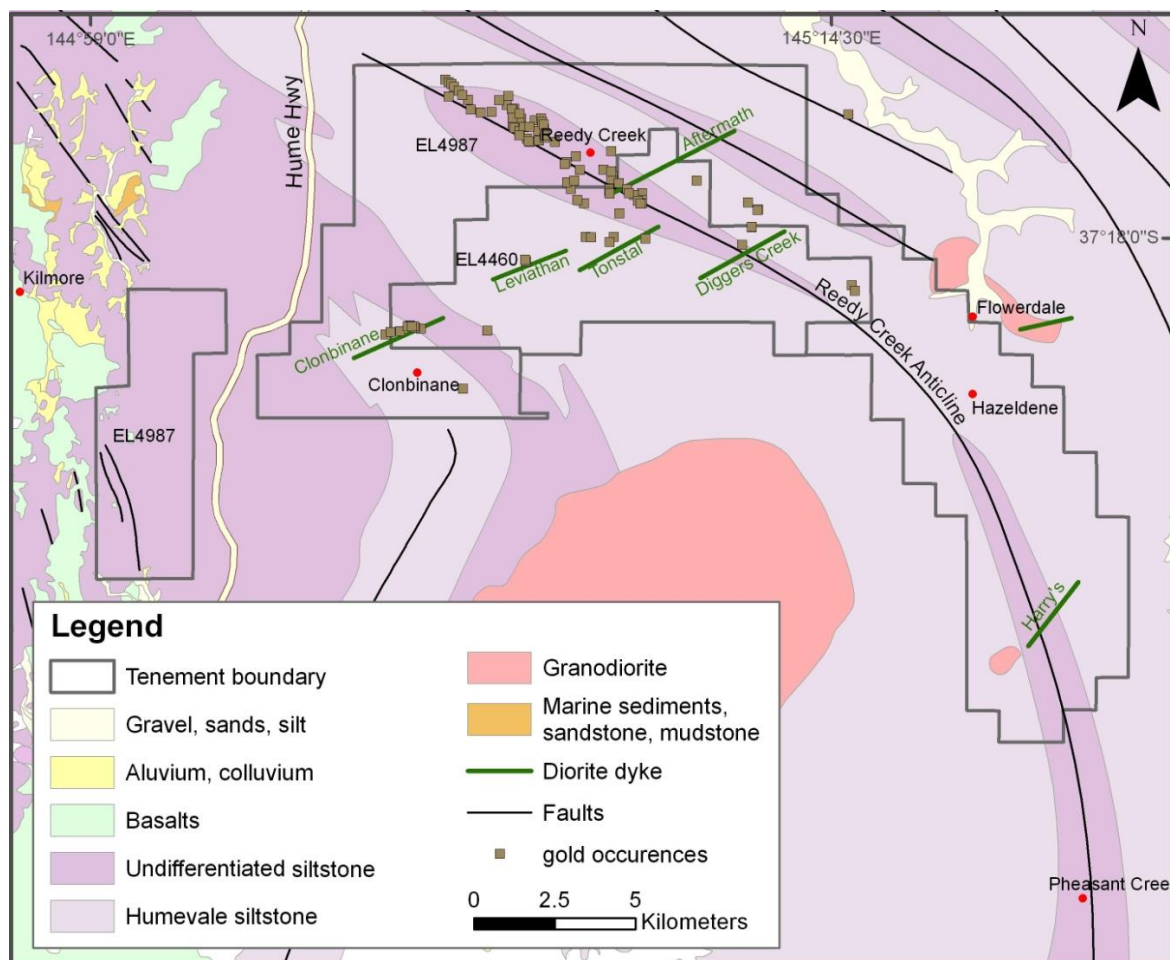 144°59'0"E
145°14'30"E
N
Hume Hwy
EL4987
Reedy Creek
Aftermath
37°18'0"S
EL4460
Leviathan
Tonstal
Diggers Creek
Kilmore
Reedy Creek Anticline
Flowerdale
Clonbinane
Clonbinane
Hazeldene
EL4987
Harry's
Pheasant Cree
Legend
Tenement boundary
Gravel, sands, silt
Aluvium, colluvium
Basalts
Undifferentiated siltstone
Humevale siltstone
Granodiorite
Marine sediments,
sandstone, mudstone
Diorite dyke
Faults
gold occurences
0 2.5 5
Kilometers